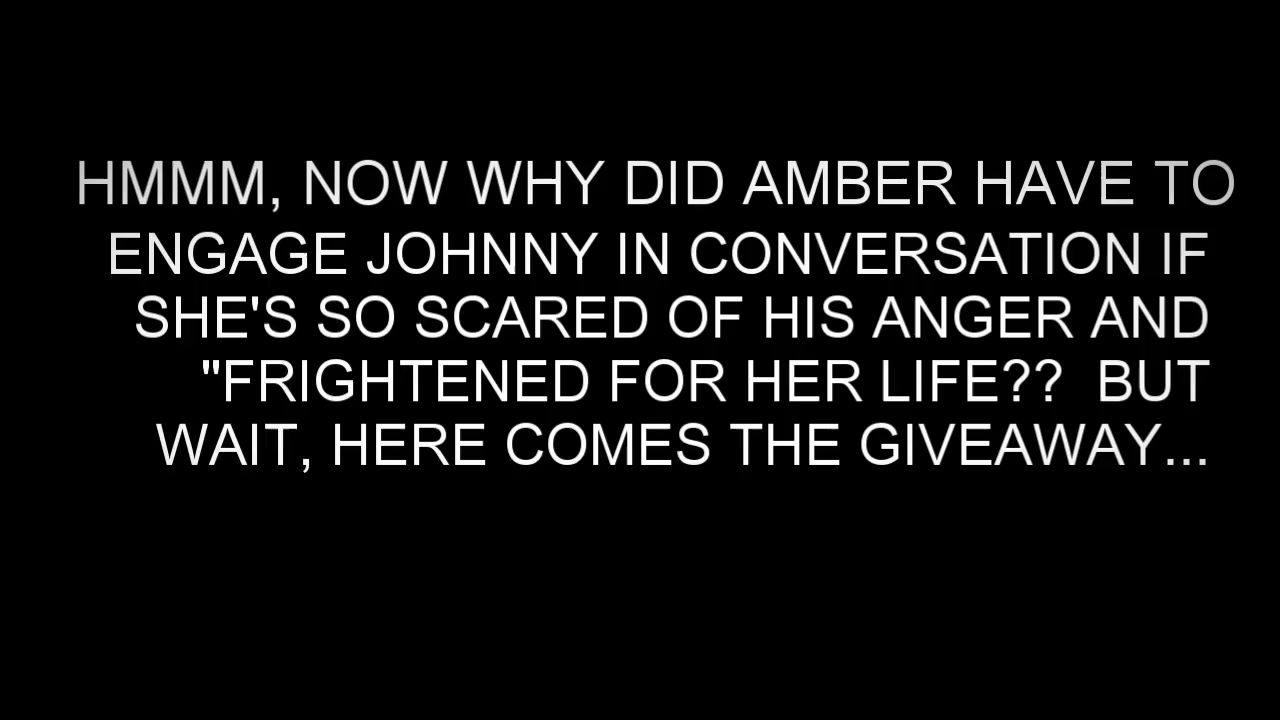 HMMM, NOW WHY DID AMBER HAVE TO
ENGAGE JOHNNY IN CONVERSATION IF
SHE'S SO SCARED OF HIS ANGER AND
"FRIGHTENED FOR HER LIFE??  BUT
WAIT, HERE COMES THE GIVEAWAY...